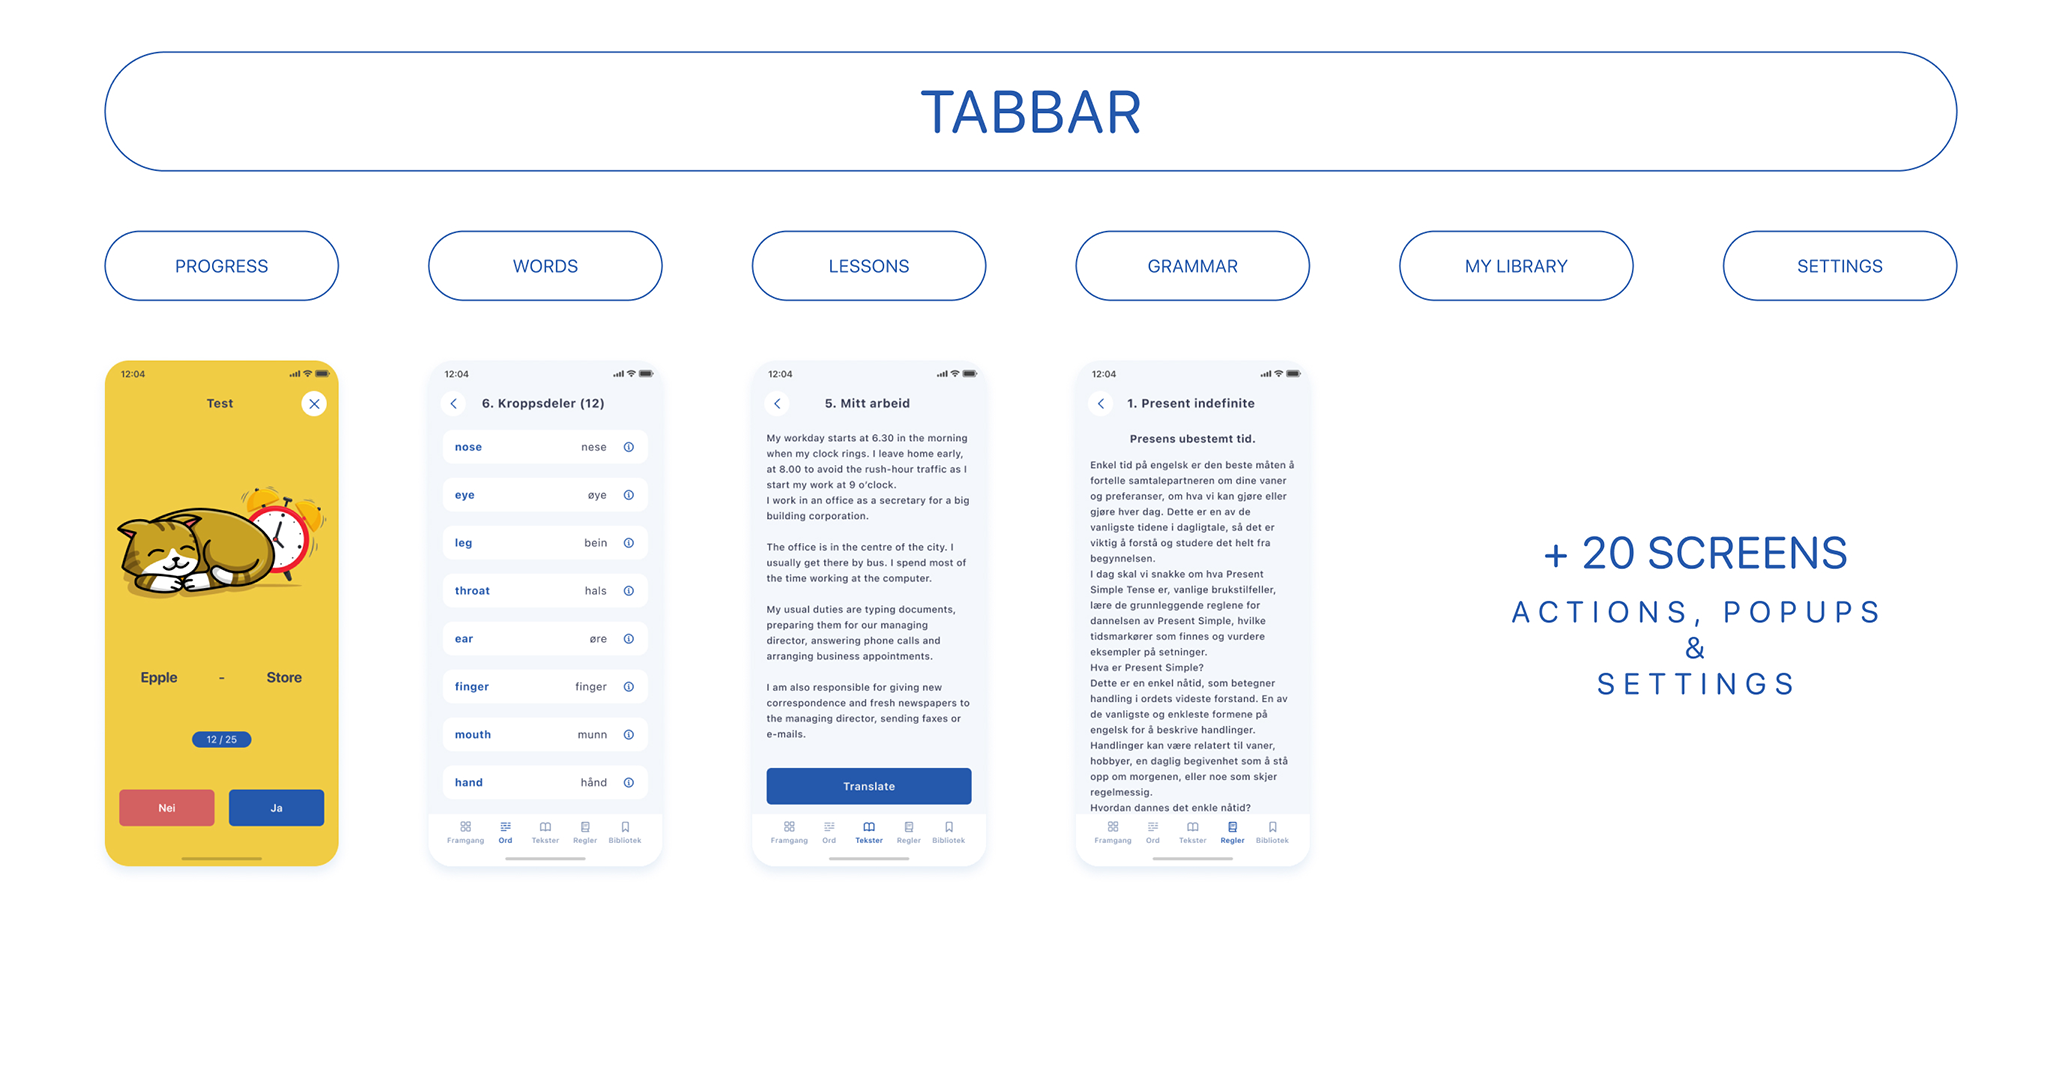 TABBAR
PROGRESS
WORDS
LESSONS
GRAMMAR
MY LIBRARY
SETTINGS
12:04
Test
Epple - Store
12 / 25
Nei
Ja
12:04
6. Kroppsdeler (12)
nose nese
eye øye
leg bein
throat hals
ear øre
finger finger
mouth munn
hand hånd
Framgang Ord Tekster Regler Bibliotek
12:04
5. Mitt arbeid
My workday starts at 6.30 in the morning
when my clock rings. I leave home early,
at 8.00 to avoid the rush-hour traffic as I
start my work at 9 o'clock.
I work in an office as a secretary for a big
building corporation.
The office is in the centre of the city. I
usually get there by bus. I spend most of
the time working at the computer.
My usual duties are typing documents,
preparing them for our managing
director, answering phone calls and
arranging business appointments.
I am also responsible for giving new
correspondence and fresh newspapers to
the managing director, sending faxes or
e-mails.
Translate
Framgang Ord Tekster Regler Bibliotek
12:04
1. Present indefinite
Presens ubestemt tid.
Enkel tid på engelsk er den beste måten å
fortelle samtalepartneren om dine vaner
og preferanser, om hva vi kan gjøre eller
gjøre hver dag. Dette er en av de
vanligste tidene i dagligtale, så det er
viktig å forstå og studere det helt fra
begynnelsen.
I dag skal vi snakke om hva Present
Simple Tense er, vanlige brukstilfeller,
lære de grunnleggende reglene for
dannelsen av Present Simple, hvilke
tidsmarkører som finnes og vurdere
eksempler på setninger.
Hva er Present Simple?
Dette er en enkel nåtid, som betegner
handling i ordets videste forstand. En av
de vanligste og enkleste formene på
engelsk for å beskrive handlinger.
Handlinger kan være relatert til vaner,
hobbyer, en daglig begivenhet som å stå
opp om morgenen, eller noe som skjer
regelmessig.
Hvordan dannes det enkle nåtid?
Framgang Ord Tekster Regler Bibliotek
+ 20 SCREENS
ACTIONS, POPUPS
&
SETTINGS